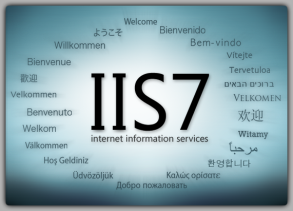 Welcome
ようこそ
Bienvenido
Willkommen
Bem-vindo
Bienvenue
Vítejte
歡迎
Tervetuloa
ברוכים הבאים
Velkommen
VELKOMEN
IIS7
internet information services
Benvenuto
欢迎
Welkom
Witamy
Välkommen
مرحباً
Hoş Geldiniz
환영합니다
Üdvözöljük
Καλώς ορίσατε
Добро пожаловать